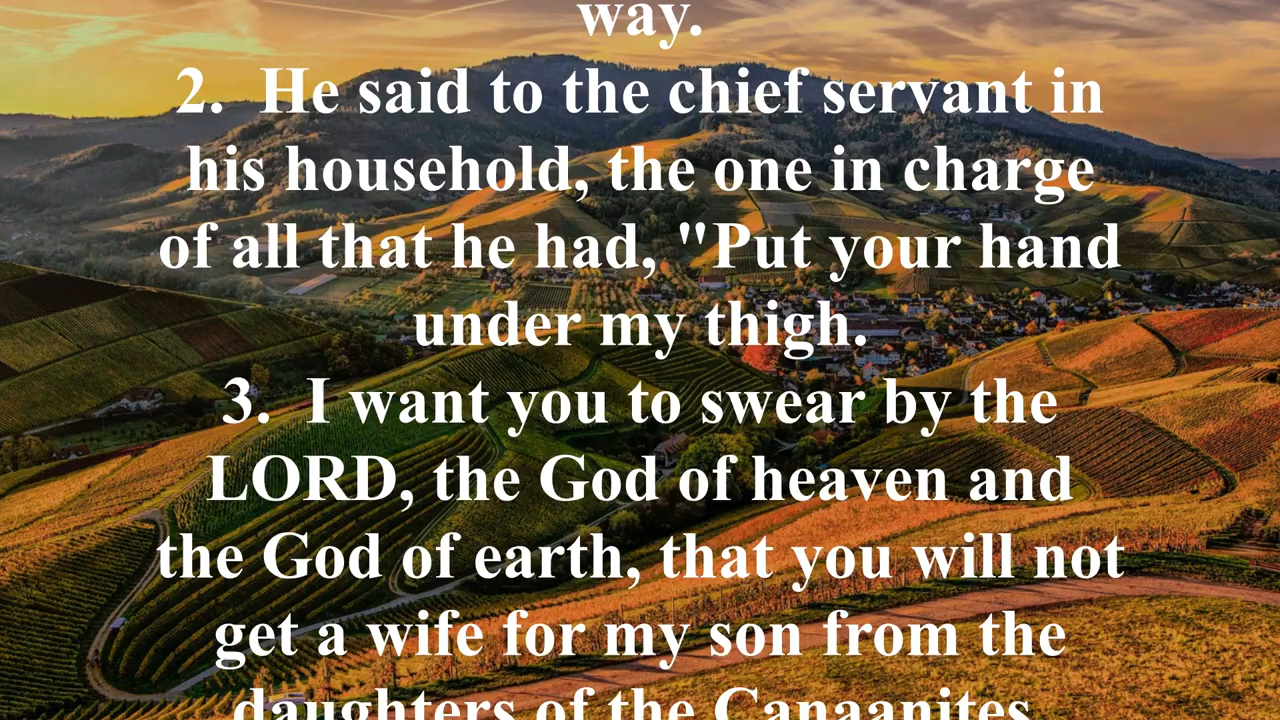 way.
2.  He said to the chief servant in
his household, the one in charge
of all that he had, "Put your hand
under my thigh.
3.  I want you to swear by the
LORD, the God of heaven and
the God of earth, that you will not
get a wife for my son from the
daughters of the Canaanites